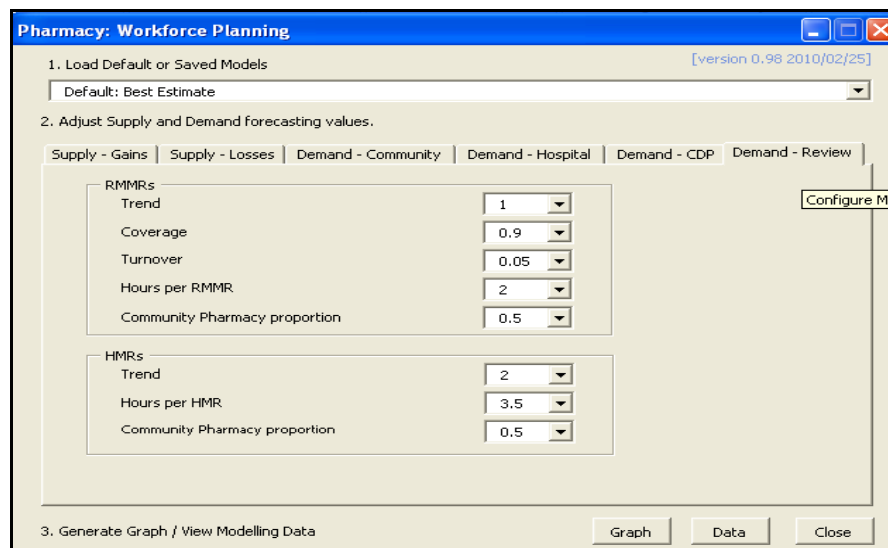 Pharmacy: Workforce Planning
1. Load Default or Saved Models [version 0.98 2010/02/25]
Default: Best Estimate
2. Adjust Supply and Demand forecasting values.
Supply - Gains Supply - Losses Demand - Community Demand - Hospital Demand - CDP Demand - Review
Configure M
RMMRs
Trend 1
Coverage 0.9
Turnover 0.05
Hours per RMMR 2
Community Pharmacy proportion 0.5
HMRs
Trend 2
Hours per HMR 3.5
Community Pharmacy proportion 0.5
3. Generate Graph / View Modelling Data Graph Data Close